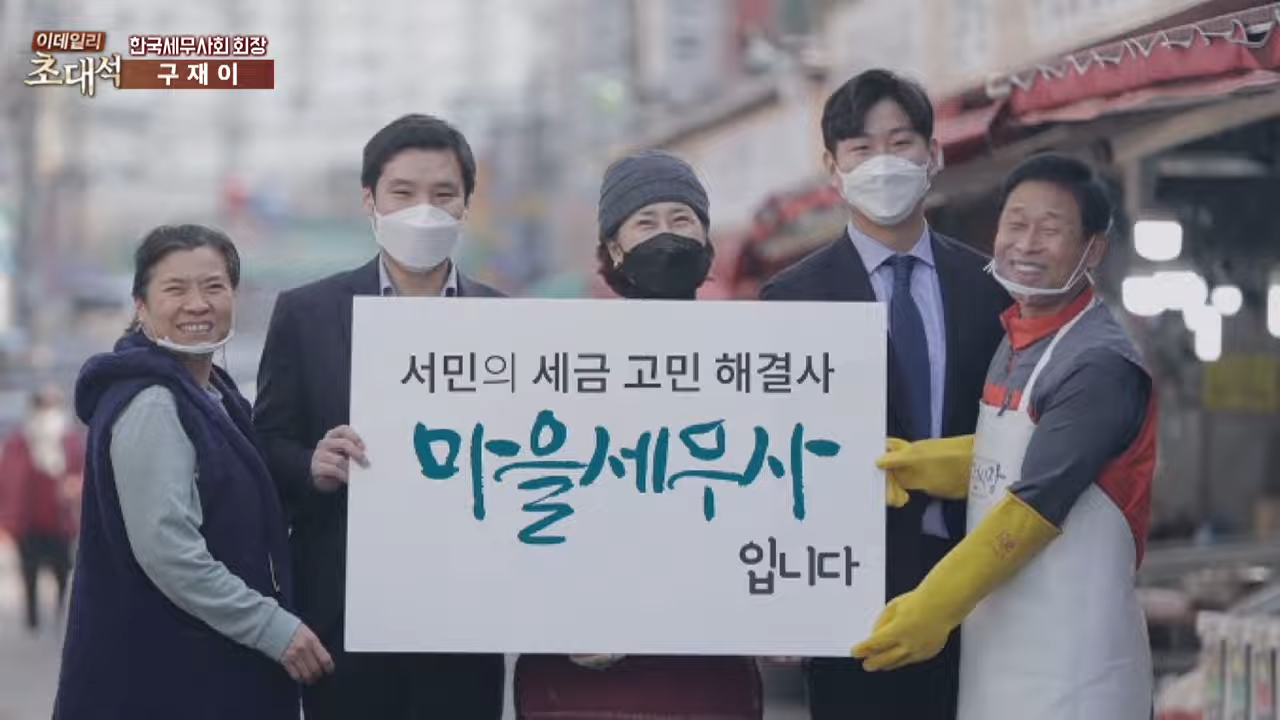 이데일리
초대석
한국세무사회 회장
구재이
서민의 세금 고민 해결사
마을세무사
입니다